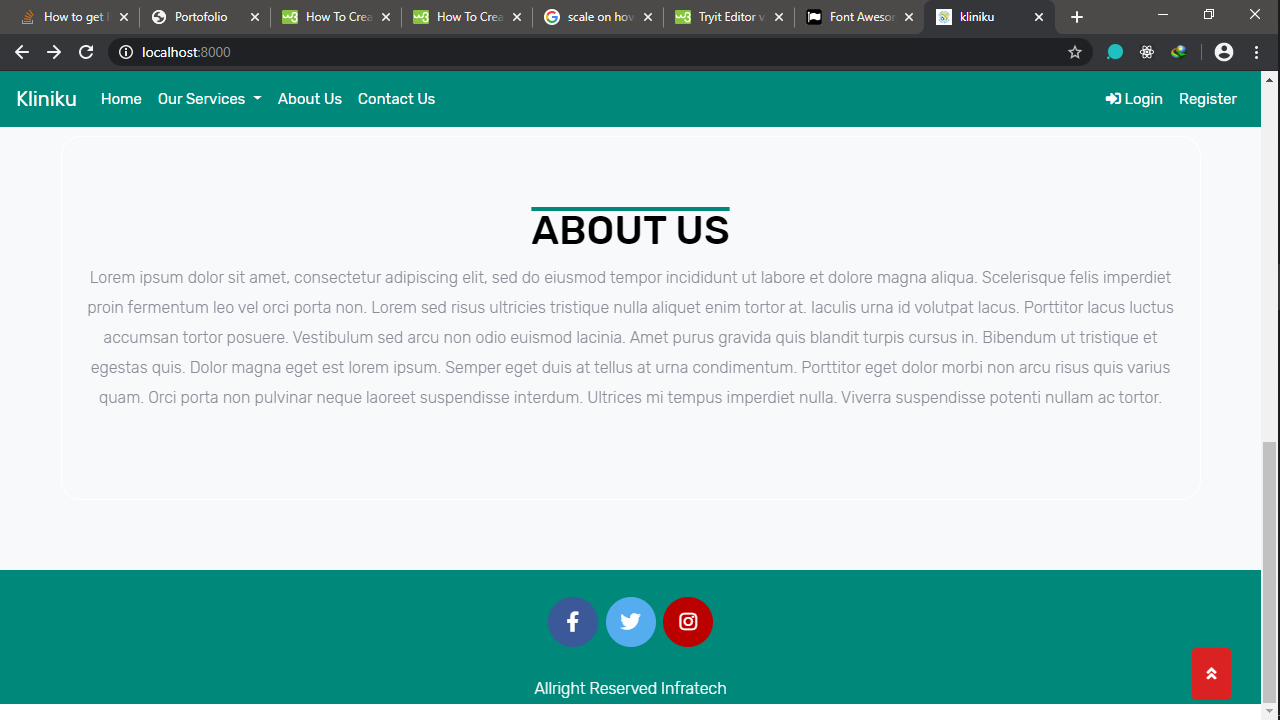 How to get
Portofolio
How To Crea
How To Crea
scale on hov
Tryit Editor v
Font Awesor
kliniku
localhost:8000
Kliniku Home Our Services About Us Contact Us Login Register
ABOUT US
Lorem ipsum dolor sit amet, consectetur adipiscing elit, sed do eiusmod tempor incididunt ut labore et dolore magna aliqua. Scelerisque felis imperdiet
proin fermentum leo vel orci porta non. Lorem sed risus ultricies tristique nulla aliquet enim tortor at. Iaculis urna id volutpat lacus. Porttitor lacus luctus
accumsan tortor posuere. Vestibulum sed arcu non odio euismod lacinia. Amet purus gravida quis blandit turpis cursus in. Bibendum ut tristique et
egestas quis. Dolor magna eget est lorem ipsum. Semper eget duis at tellus at urna condimentum. Porttitor eget dolor morbi non arcu risus quis varius
quam. Orci porta non pulvinar neque laoreet suspendisse interdum. Ultrices mi tempus imperdiet nulla. Viverra suspendisse potenti nullam ac tortor.
Allright Reserved Infratech